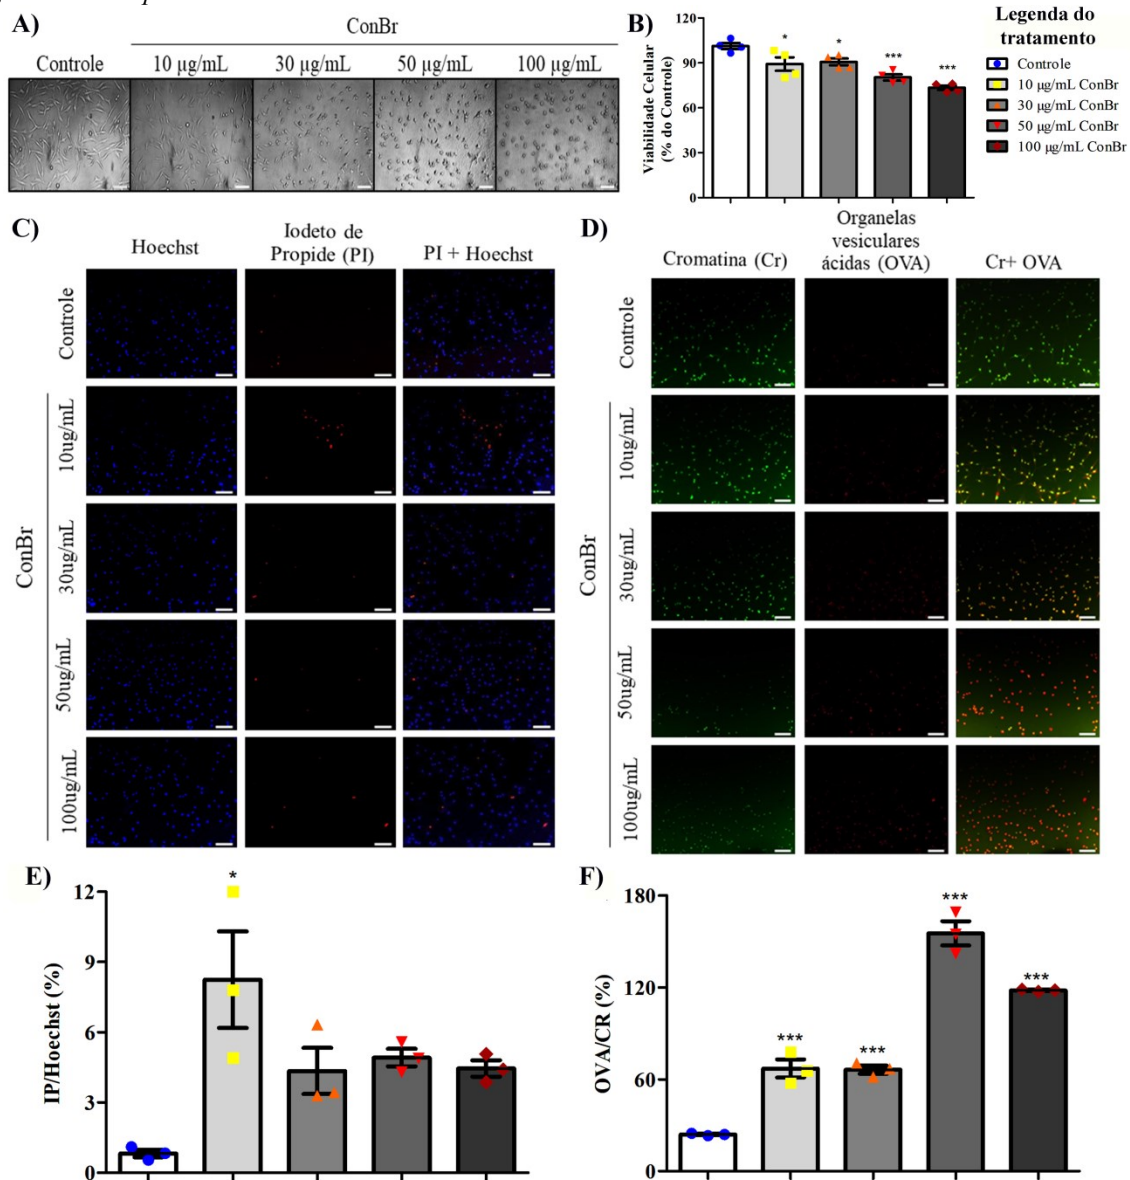 A)
ConBr
Controle
10 µg/mL
30 µg/mL
50 µg/mL
100 µg/mL
B)
Viabilidade Celular
(% do Controle)
120
90
60
30
0
*
*
***
***
Legenda do
tratamento
Controle
10 µg/mL ConBr
30 µg/mL ConBr
50 µg/mL ConBr
100 µg/mL ConBr
C)
Hoechst
Iodeto de
Propide (PI)
PI + Hoechst
Controle
ConBr
10ug/mL
30ug/mL
50ug/mL
100ug/mL
D)
Cromatina (Cr)
Organelas
vesiculares
ácidas (OVA)
Cr+ OVA
Controle
ConBr
10ug/mL
30ug/mL
50ug/mL
100ug/mL
E)
IP/Hoechst (%)
12
9
6
3
0
*
F)
OVA/CR (%)
180
120
60
0
***
***
***
***